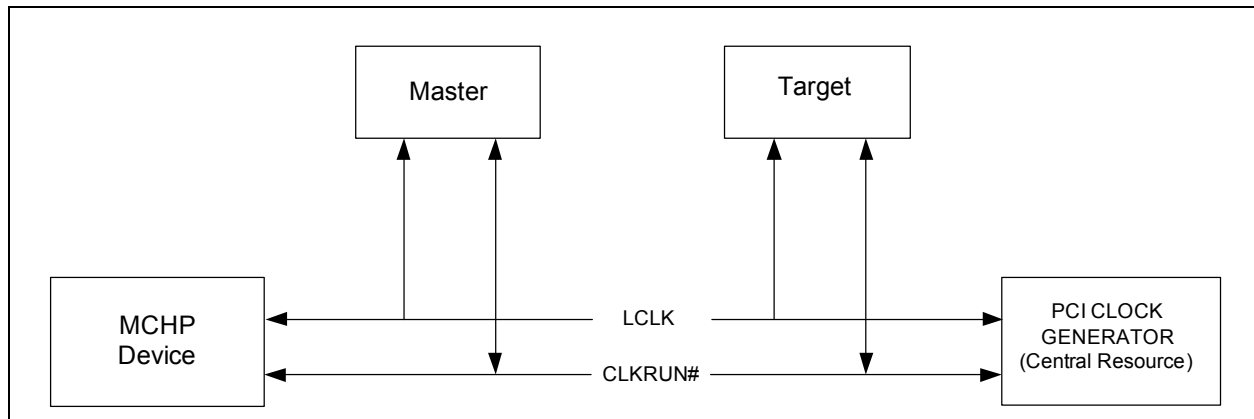 Master
Target
MCHP
Device
LCLK
CLKRUN#
PCI CLOCK
GENERATOR
(Central Resource)